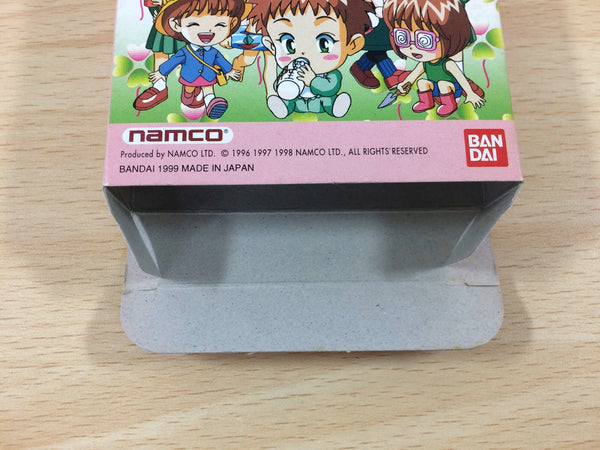 namco®
Produced by NAMCO LTD. © 1996 1997 1998 NAMCO LTD., ALL RIGHTS RESERVED
BANDAI 1999 MADE IN JAPAN
BAN
DAI